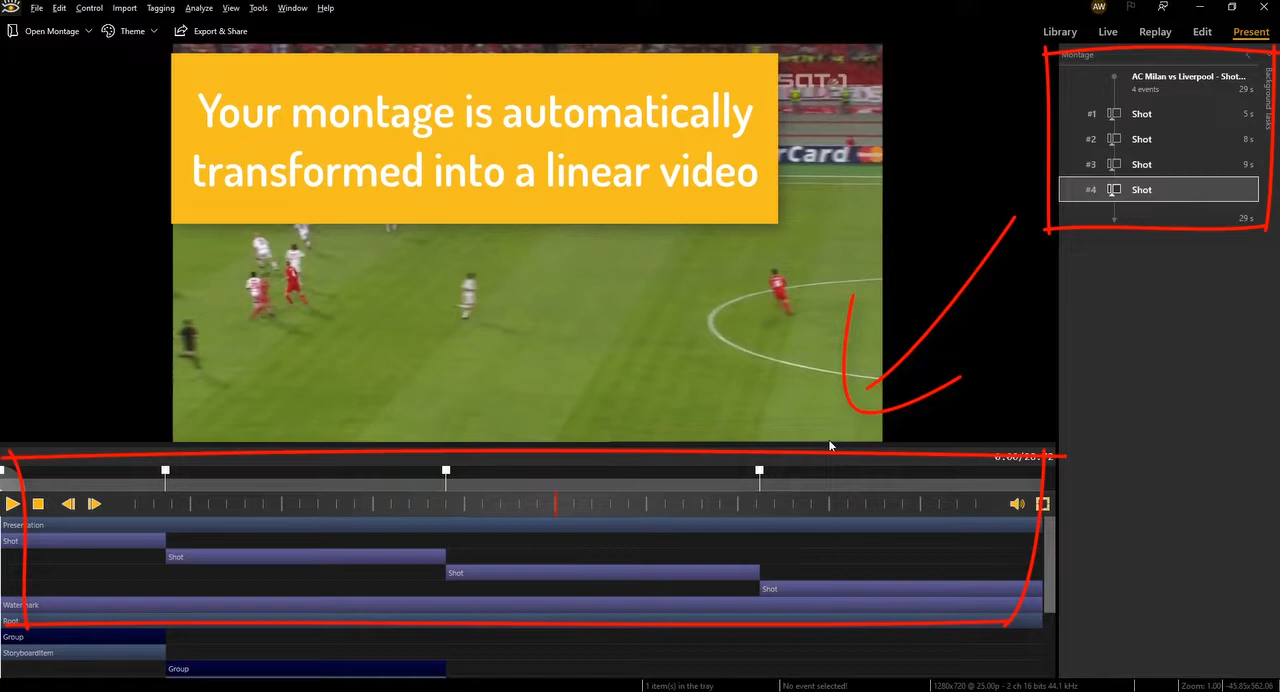 File Edit Control Import Tagging Analyze View Tools Window Help
AW
Open Montage Theme Export & Share
Library Live Replay Edit Present
Your montage is automatically
transformed into a linear video
Montage
AC Milan vs Liverpool - Shot...
4 events 29 s
#1 Shot 5 s
#2 Shot 8 s
#3 Shot 9 s
#4 Shot
29 s
Background Tasks
Presentation
Shot
Shot
Shot
Shot
Watermark
Root
Group
StoryboardItem
Group
1 item(s) in the tray No event selected! 1280x720 @ 25.00p - 2 ch 16 bits 44.1 kHz Zoom: 1.00 -45.85x562.06